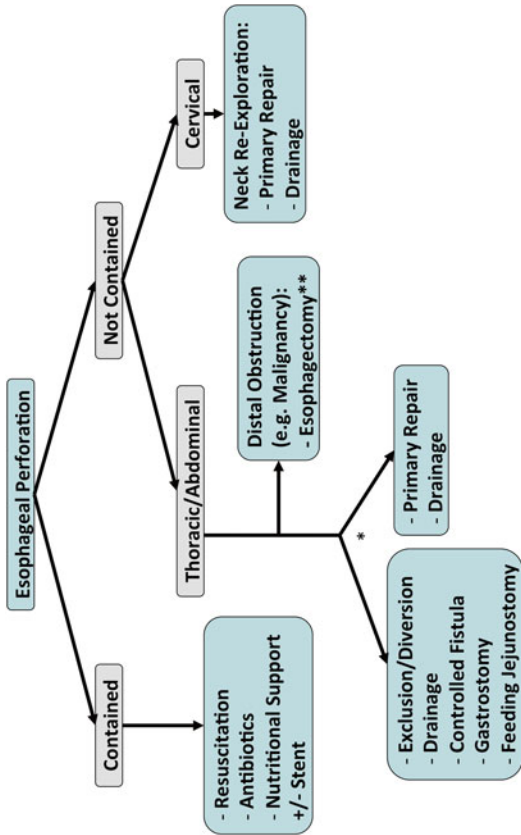 Esophageal Perforation
Contained
Not Contained
- Resuscitation
- Antibiotics
- Nutritional Support
+/- Stent
Thoracic/Abdominal
Cervical
Distal Obstruction
(e.g. Malignancy):
- Esophagectomy**
Neck Re-Exploration:
- Primary Repair
- Drainage
*
- Exclusion/Diversion
- Drainage
- Controlled Fistula
- Gastrostomy
- Feeding Jejunostomy
- Primary Repair
- Drainage